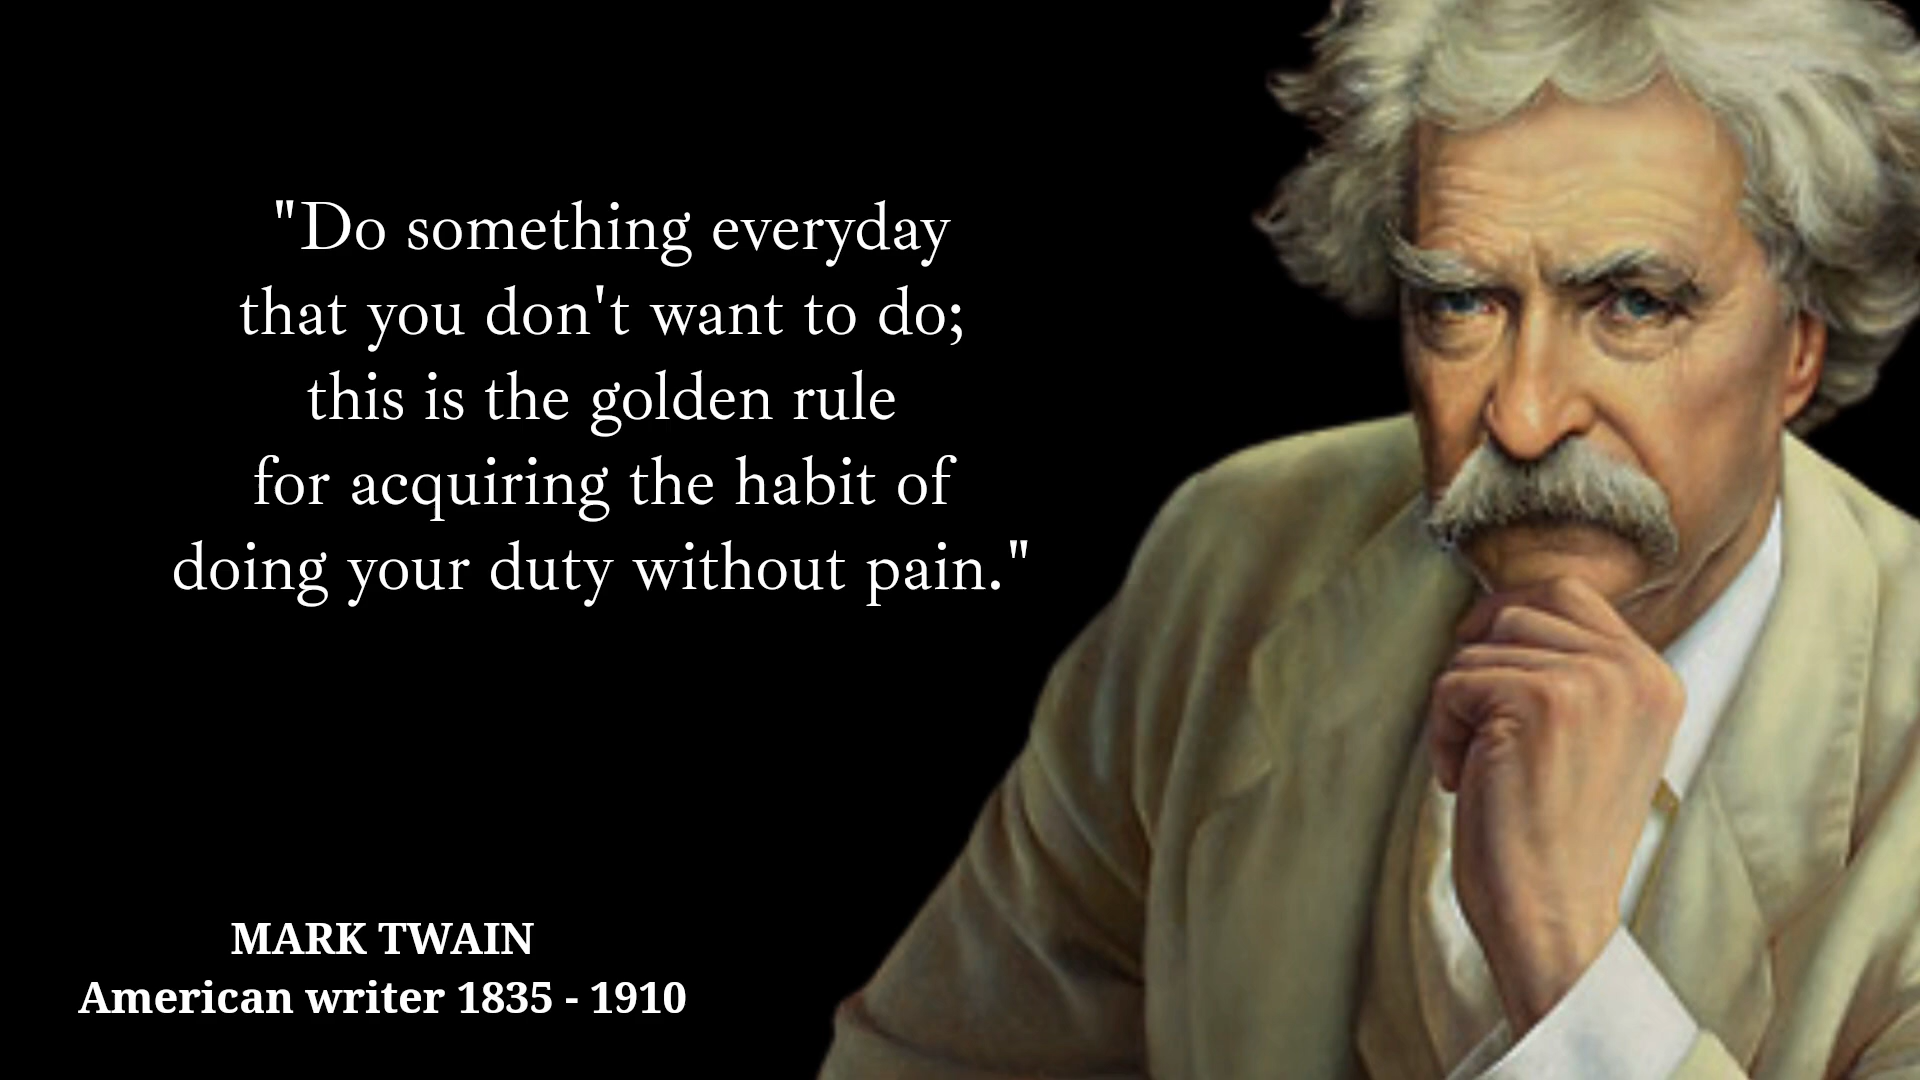 "Do something everyday
that you don't want to do;
this is the golden rule
for acquiring the habit of
doing your duty without pain."
MARK TWAIN
American writer 1835 - 1910